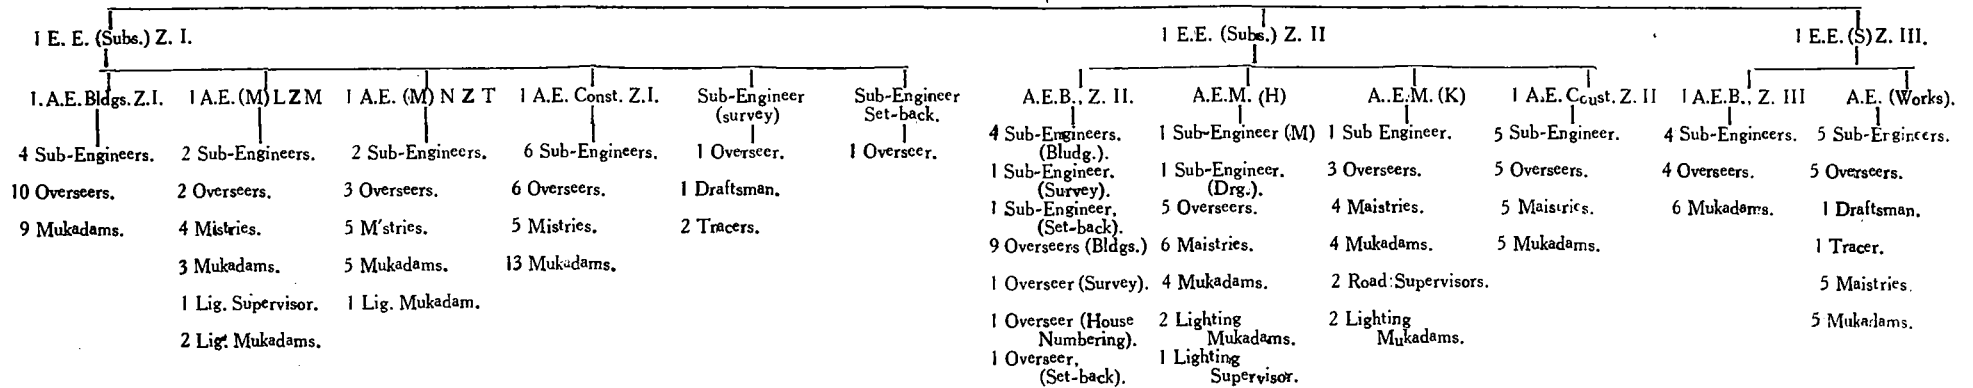 1 E. E. (Subs.) Z. I.
1 E.E. (Subs.) Z. II
1 E.E. (S) Z. III.
1. A.E. Bldgs. Z.I.
1 A.E. (M) L Z M
1 A.E. (M) N Z T
1 A.E. Const. Z.I.
Sub-Engineer
(survey)
Sub-Engineer
Set-back.
A.E.B., Z. II.
A.E.M. (H)
A..E.M. (K)
1 A.E. Coust. Z. II
1 A.E.B., Z. III
A.E. (Works).
4 Sub-Engineers.
10 Overseers.
9 Mukadams.
2 Sub-Engineers.
2 Overseers.
4 Mistries.
3 Mukadams.
1 Lig. Supervisor.
2 Lig. Mukadams.
2 Sub-Engineers.
3 Overseers.
5 M'stries.
5 Mukadams.
1 Lig. Mukadam.
6 Sub-Engineers.
6 Overseers.
5 Mistries.
13 Mukadams.
1 Overseer.
1 Draftsman.
2 Tracers.
1 Overseer.
4 Sub-Engineers.
(Bludg.).
1 Sub-Engineer.
(Survey).
1 Sub-Engineer,
(Set-back).
9 Overseers (Bldgs.)
1 Overseer (Survey).
1 Overseer (House
Numbering).
1 Overseer,
(Set-back).
1 Sub-Engineer (M)
1 Sub-Engineer.
(Drg.).
5 Overseers.
6 Maistries.
4 Mukadams.
2 Lighting
Mukadams.
1 Lighting
Supervisor.
1 Sub Engineer.
3 Overseers.
4 Maistries.
4 Mukadams.
2 Road Supervisors.
2 Lighting
Mukadams.
5 Sub-Engineer.
5 Overseers.
5 Maistries.
5 Mukadams.
4 Sub-Engineers.
4 Overseers.
6 Mukadams.
5 Sub-Engineers.
5 Overseers.
1 Draftsman.
1 Tracer.
5 Maistries.
5 Mukadams.